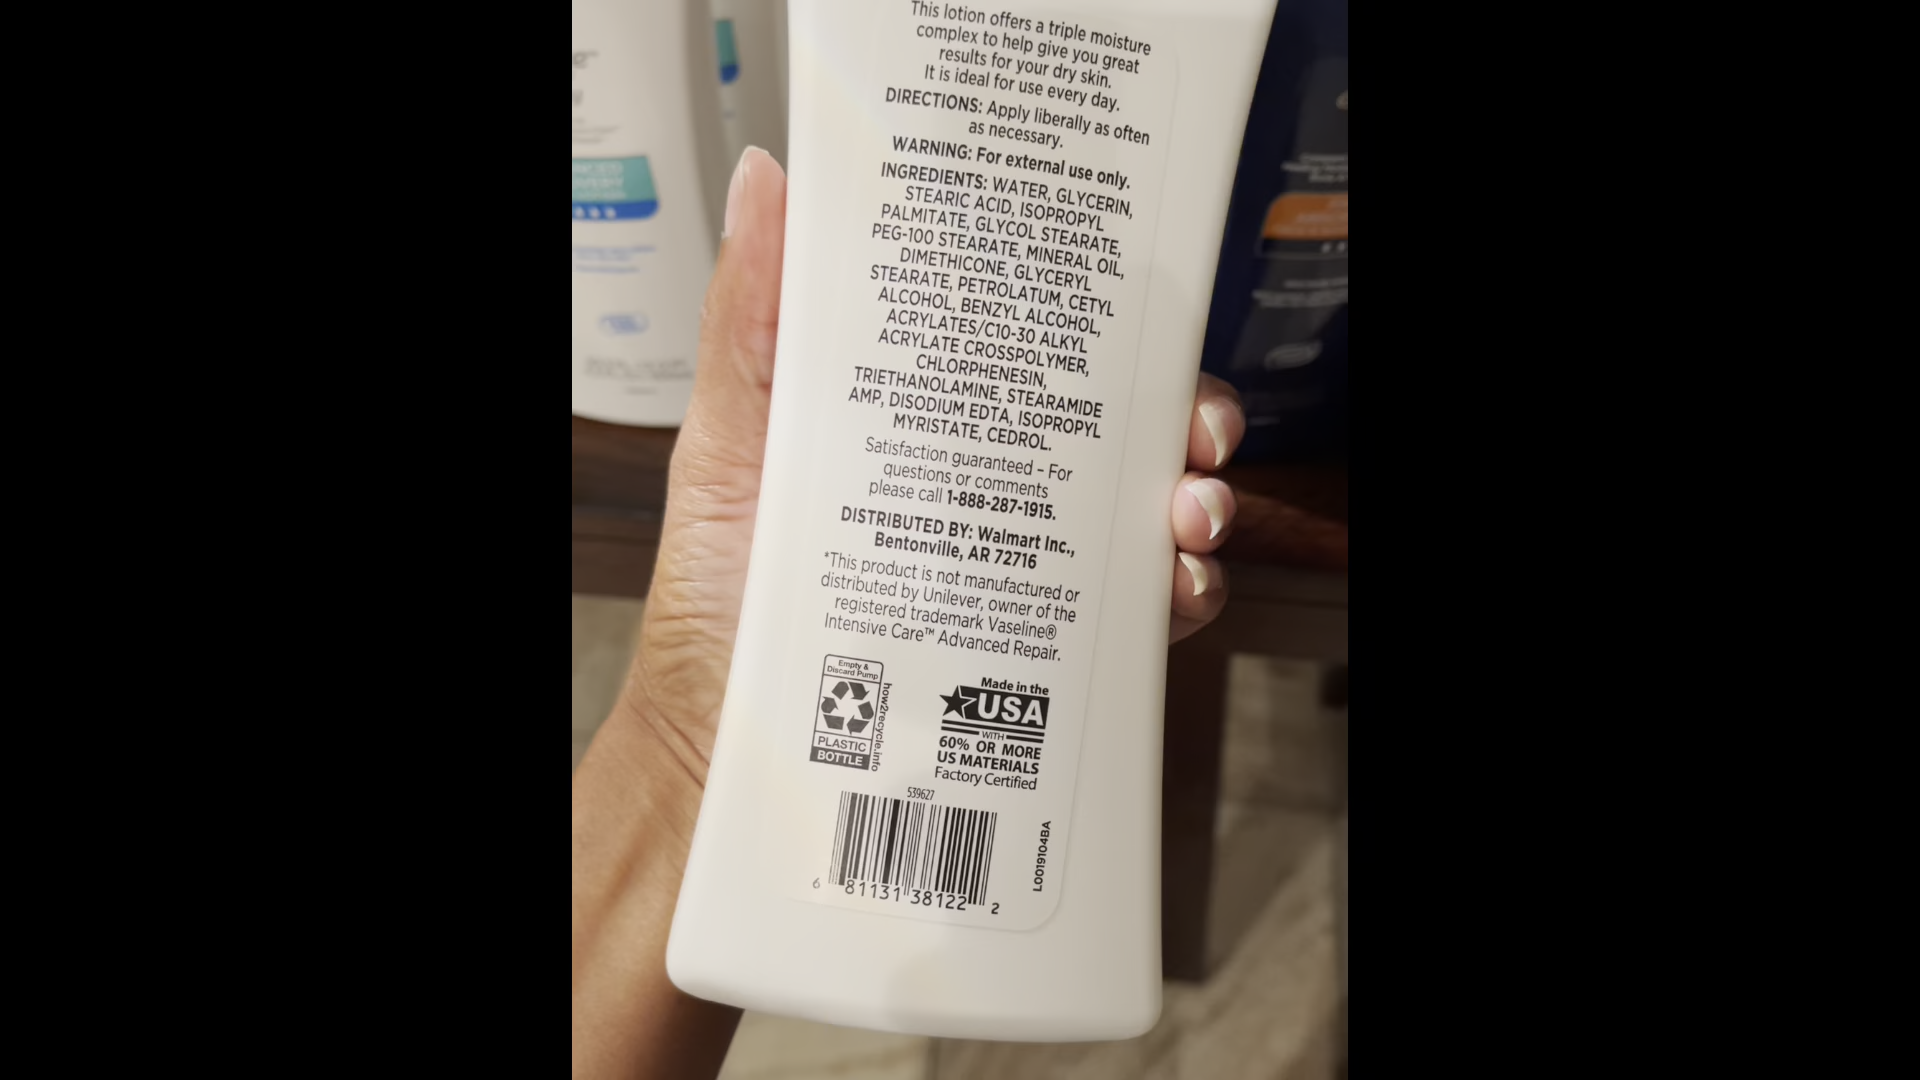 This lotion offers a triple moisture
complex to help give you great
results for your dry skin.
It is ideal for use every day.
DIRECTIONS: Apply liberally as often
as necessary.
WARNING: For external use only.
INGREDIENTS: WATER, GLYCERIN,
STEARIC ACID, ISOPROPYL
PALMITATE, GLYCOL STEARATE,
PEG-100 STEARATE, MINERAL OIL,
DIMETHICONE, GLYCERYL
STEARATE, PETROLATUM, CETYL
ALCOHOL, BENZYL ALCOHOL,
ACRYLATES/C10-30 ALKYL
ACRYLATE CROSSPOLYMER,
CHLORPHENESIN,
TRIETHANOLAMINE, STEARAMIDE
AMP, DISODIUM EDTA, ISOPROPYL
MYRISTATE, CEDROL.
Satisfaction guaranteed – For
questions or comments
please call 1-888-287-1915.
DISTRIBUTED BY: Walmart Inc.,
Bentonville, AR 72716
*This product is not manufactured or
distributed by Unilever, owner of the
registered trademark Vaseline®
Intensive Care™ Advanced Repair.
Empty &
Discard Pump
PLASTIC
BOTTLE
how2recycle.info
Made in the
USA
WITH
60% OR MORE
US MATERIALS
Factory Certified
539627
6 81131 38122 2
L0019104BA